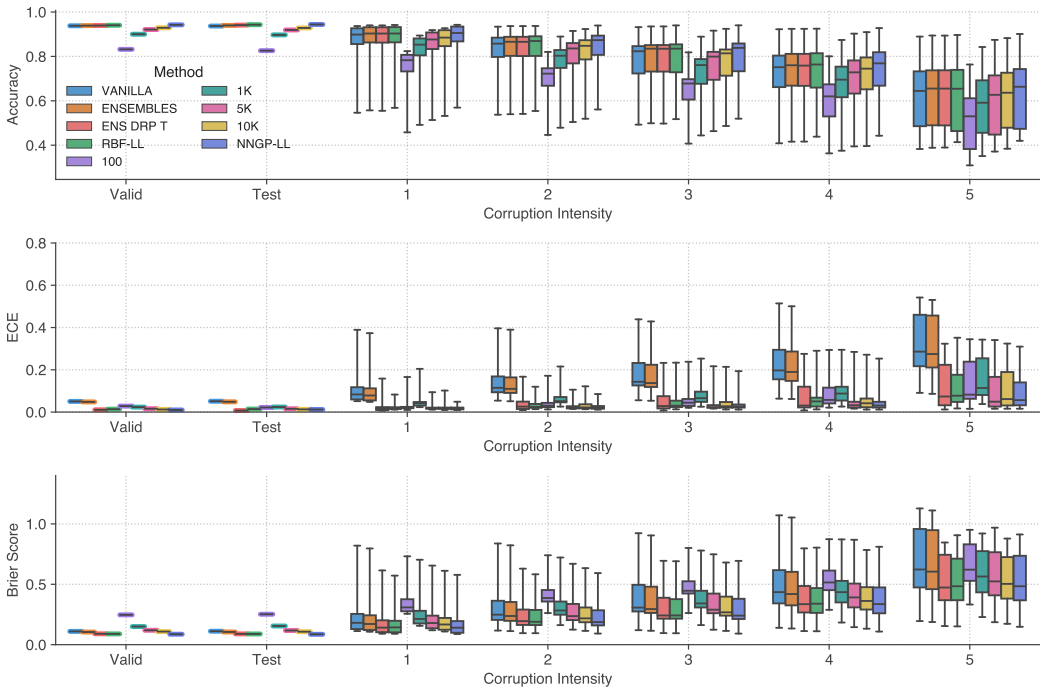 1.0
0.8
0.6
0.4
Accuracy
Method
VANILLA
ENSEMBLES
ENS DRP T
RBF-LL
100
1K
5K
10K
NNGP-LL
Valid Test 1 2 3 4 5
Corruption Intensity
0.8
0.6
0.4
0.2
0.0
ECE
Valid Test 1 2 3 4 5
Corruption Intensity
1.0
0.5
0.0
Brier Score
Valid Test 1 2 3 4 5
Corruption Intensity